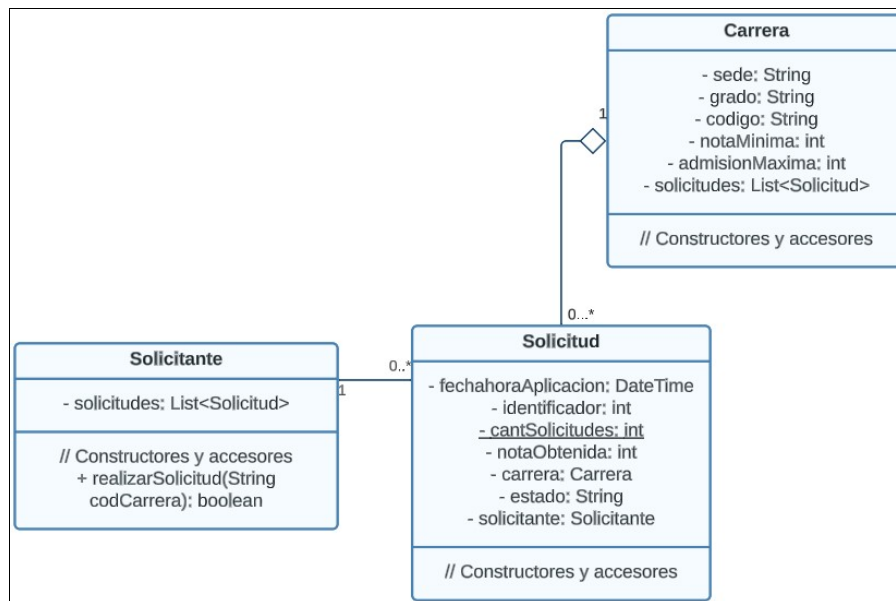 Carrera
- sede: String
- grado: String
- codigo: String
- notaMinima: int
- admisionMaxima: int
- solicitudes: List<Solicitud>
// Constructores y accesores
1
0...*
Solicitante
- solicitudes: List<Solicitud>
// Constructores y accesores
+ realizarSolicitud(String
codCarrera): boolean
1
0..*
Solicitud
- fechahoraAplicacion: DateTime
- identificador: int
- cantSolicitudes: int
- notaObtenida: int
- carrera: Carrera
- estado: String
- solicitante: Solicitante
// Constructores y accesores